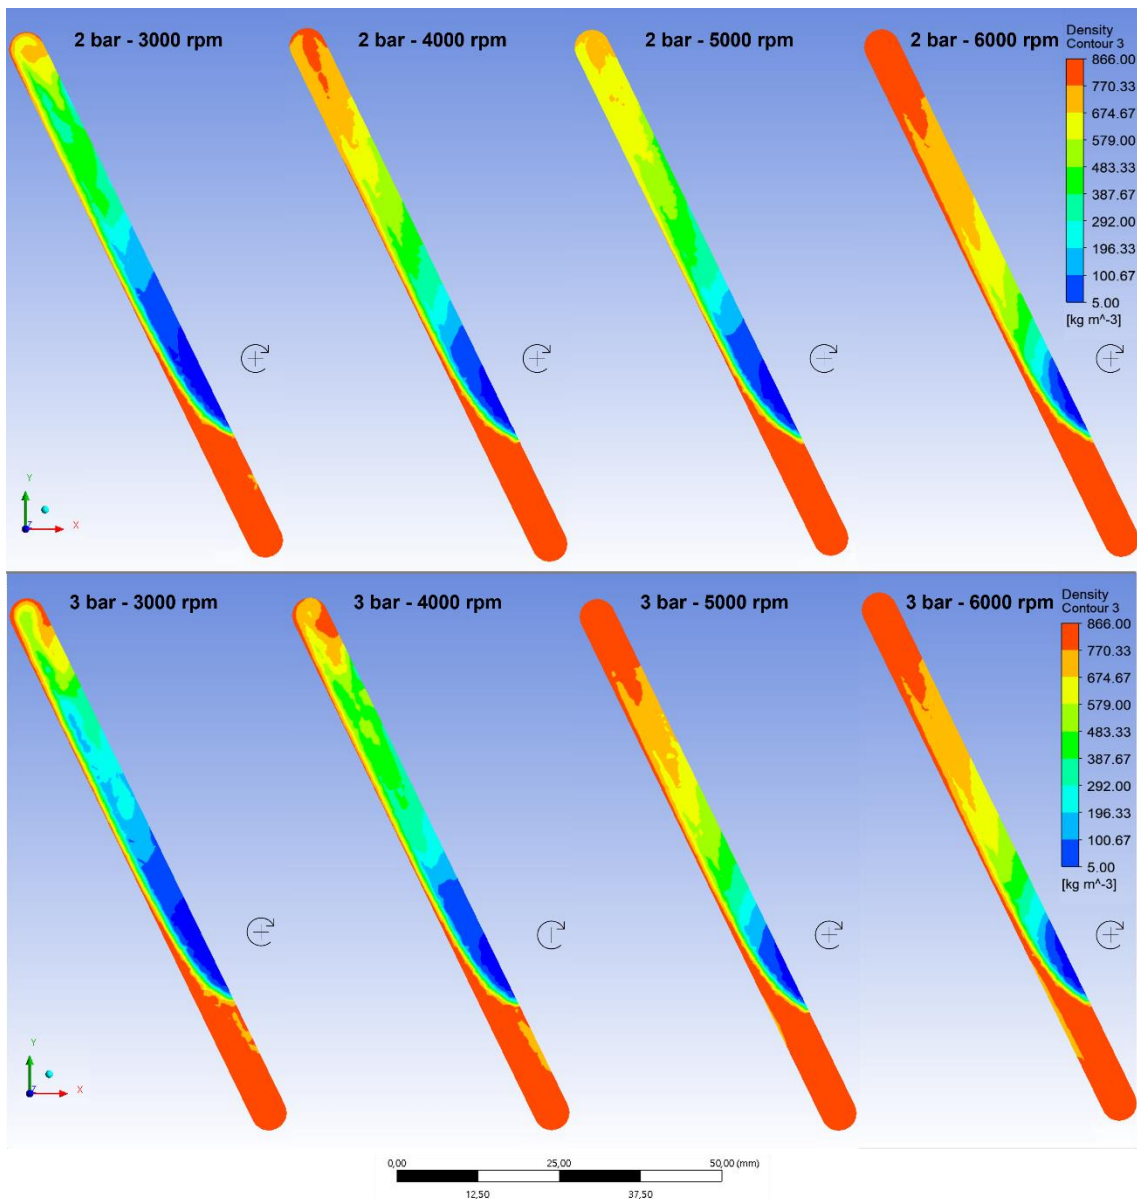 2 bar - 3000 rpm
2 bar - 4000 rpm
2 bar - 5000 rpm
2 bar - 6000 rpm
Density
Contour 3
866.00
770.33
674.67
579.00
483.33
387.67
292.00
196.33
100.67
5.00
[kg m^-3]
Y
Z
X
3 bar - 3000 rpm
3 bar - 4000 rpm
3 bar - 5000 rpm
3 bar - 6000 rpm
Density
Contour 3
866.00
770.33
674.67
579.00
483.33
387.67
292.00
196.33
100.67
5.00
[kg m^-3]
Y
Z
X
0,00
25,00
50,00 (mm)
12,50
37,50